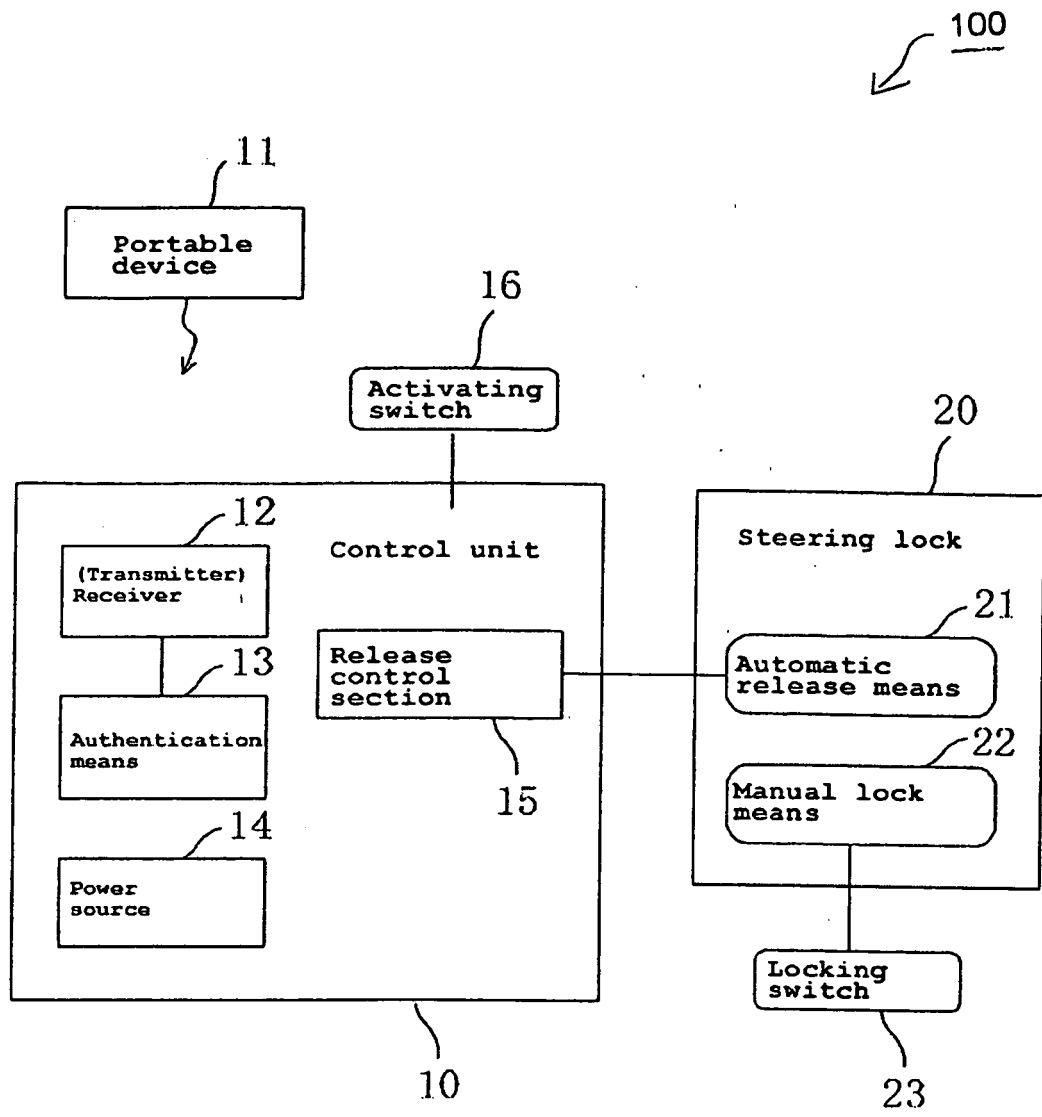 100
11
Portable
device
16
Activating
switch
20
12
(Transmitter)
Receiver
Control unit
Steering lock
21
13
Release
control
section
Automatic
release means
Authentication
means
22
15
Manual lock
means
14
Power
source
Locking
switch
10
23